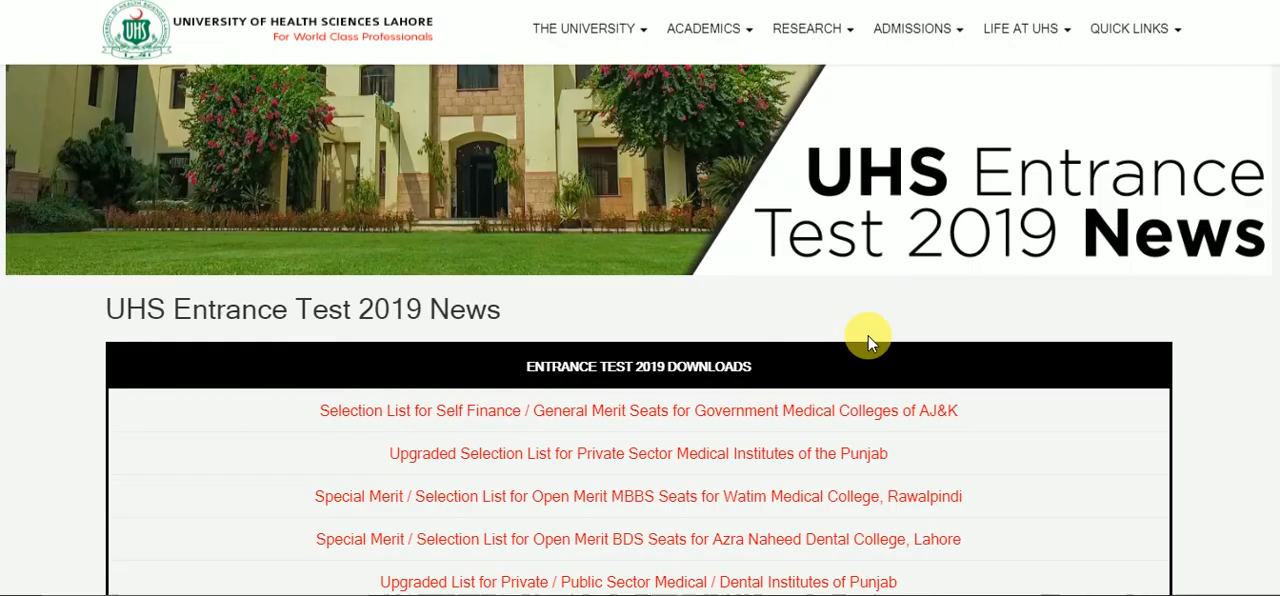 UHS
UNIVERSITY OF HEALTH SCIENCES LAHORE
For World Class Professionals
THE UNIVERSITY
ACADEMICS
RESEARCH
ADMISSIONS
LIFE AT UHS
QUICK LINKS
UHS Entrance
Test 2019 News
UHS Entrance Test 2019 News
ENTRANCE TEST 2019 DOWNLOADS
Selection List for Self Finance / General Merit Seats for Government Medical Colleges of AJ&K
Upgraded Selection List for Private Sector Medical Institutes of the Punjab
Special Merit / Selection List for Open Merit MBBS Seats for Watim Medical College, Rawalpindi
Special Merit / Selection List for Open Merit BDS Seats for Azra Naheed Dental College, Lahore
Upgraded List for Private / Public Sector Medical / Dental Institutes of Punjab